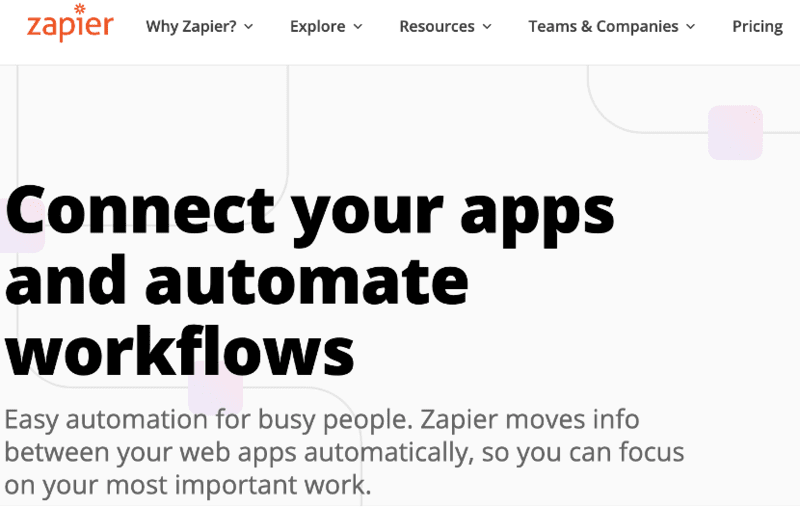 zapier Why Zapier? Explore Resources Teams & Companies Pricing
Connect your apps
and automate
workflows
Easy automation for busy people. Zapier moves info
between your web apps automatically, so you can focus
on your most important work.